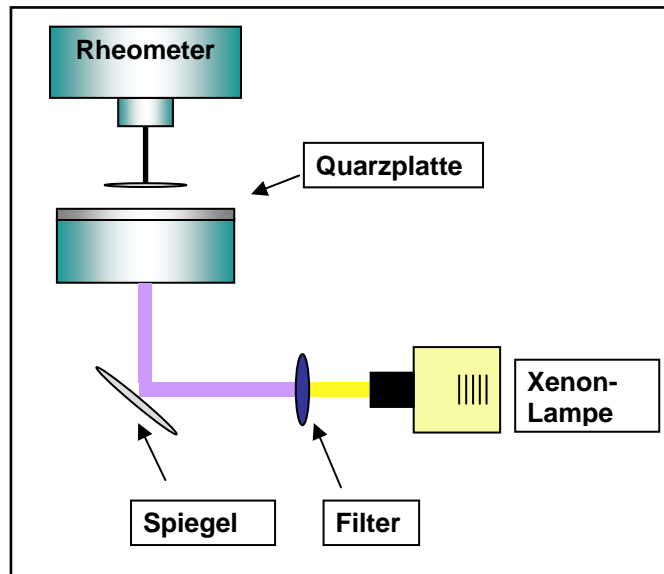 Rheometer
Quarzplatte
Xenon-
Lampe
Spiegel
Filter